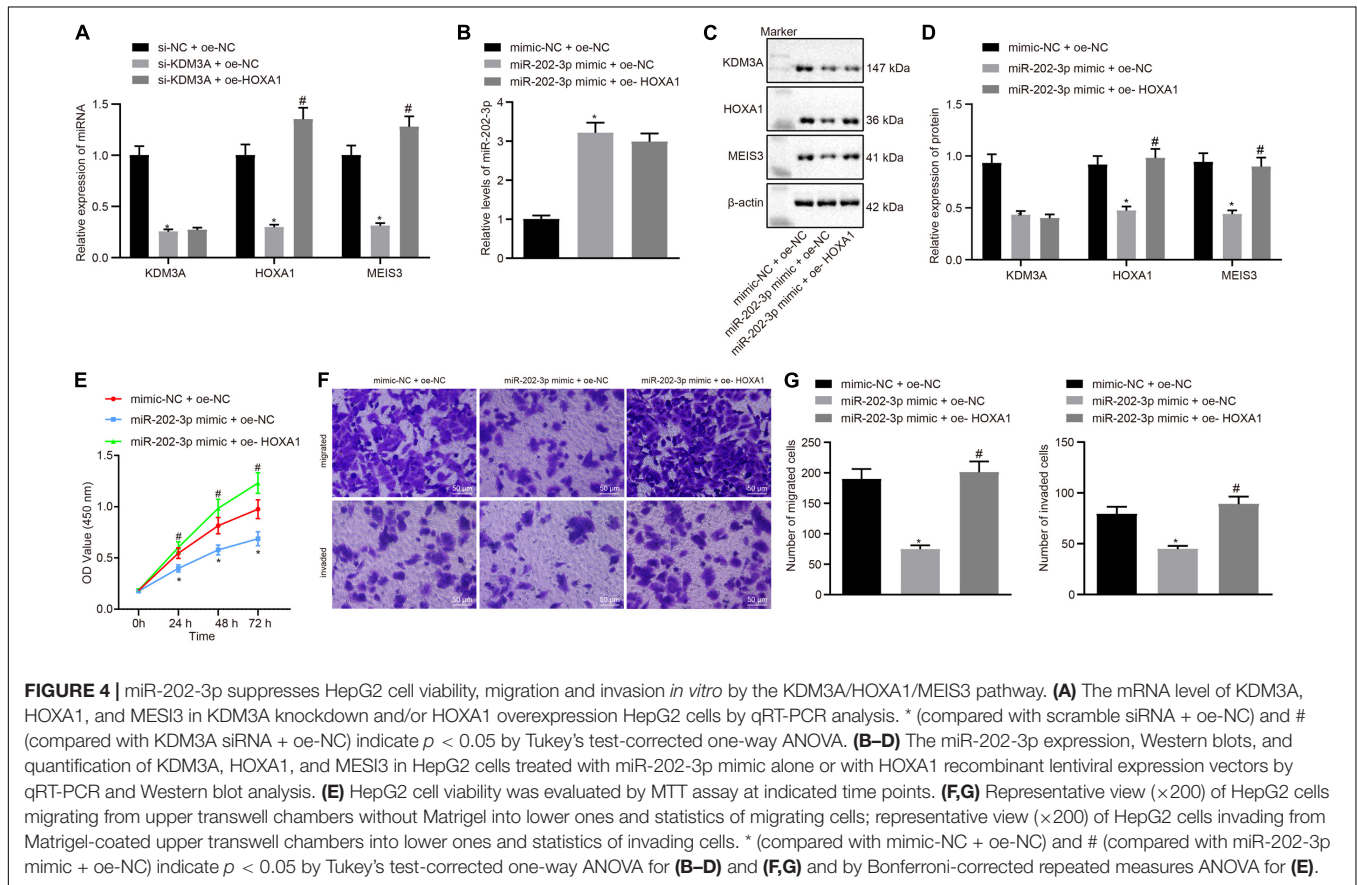 A
si-NC + oe-NC
si-KDM3A + oe-NC
si-KDM3A + oe-HOXA1
Relative expression of miRNA
1.5
1.0
0.5
0
*
*
#
*
#
KDM3A
HOXA1
MEIS3
B
mimic-NC + oe-NC
miR-202-3p mimic + oe-NC
miR-202-3p mimic + oe- HOXA1
Relative levels of miR-202-3p
4
3
2
1
0
*
C
Marker
KDM3A
147 kDa
HOXA1
36 kDa
MEIS3
41 kDa
β-actin
42 kDa
mimic-NC + oe-NC
miR-202-3p mimic + oe-NC
miR-202-3p mimic + oe- HOXA1
D
mimic-NC + oe-NC
miR-202-3p mimic + oe-NC
miR-202-3p mimic + oe- HOXA1
Relative expression of protein
1.5
1.0
0.5
0
*
*
#
*
#
KDM3A
HOXA1
MEIS3
E
mimic-NC + oe-NC
miR-202-3p mimic + oe-NC
miR-202-3p mimic + oe- HOXA1
OD Value (450 nm)
1.5
1.0
0.5
0.0
#
#
#
*
*
*
0h
24 h
48 h
72 h
Time
F
mimic-NC + oe-NC
miR-202-3p mimic + oe-NC
miR-202-3p mimic + oe- HOXA1
migrated
50 μm
50 μm
50 μm
invaded
50 μm
50 μm
50 μm
G
mimic-NC + oe-NC
miR-202-3p mimic + oe-NC
miR-202-3p mimic + oe- HOXA1
Number of migrated cells
250
200
150
100
50
0
*
#
mimic-NC + oe-NC
miR-202-3p mimic + oe-NC
miR-202-3p mimic + oe- HOXA1
Number of invaded cells
150
100
50
0
*
#
FIGURE 4 | miR-202-3p suppresses HepG2 cell viability, migration and invasion in vitro by the KDM3A/HOXA1/MEIS3 pathway. (A) The mRNA level of KDM3A,
HOXA1, and MESI3 in KDM3A knockdown and/or HOXA1 overexpression HepG2 cells by qRT-PCR analysis. * (compared with scramble siRNA + oe-NC) and #
(compared with KDM3A siRNA + oe-NC) indicate p < 0.05 by Tukey's test-corrected one-way ANOVA. (B–D) The miR-202-3p expression, Western blots, and
quantification of KDM3A, HOXA1, and MESI3 in HepG2 cells treated with miR-202-3p mimic alone or with HOXA1 recombinant lentiviral expression vectors by
qRT-PCR and Western blot analysis. (E) HepG2 cell viability was evaluated by MTT assay at indicated time points. (F,G) Representative view (×200) of HepG2 cells
migrating from upper transwell chambers without Matrigel into lower ones and statistics of migrating cells; representative view (×200) of HepG2 cells invading from
Matrigel-coated upper transwell chambers into lower ones and statistics of invading cells. * (compared with mimic-NC + oe-NC) and # (compared with miR-202-3p
mimic + oe-NC) indicate p < 0.05 by Tukey's test-corrected one-way ANOVA for (B–D) and (F,G) and by Bonferroni-corrected repeated measures ANOVA for (E).